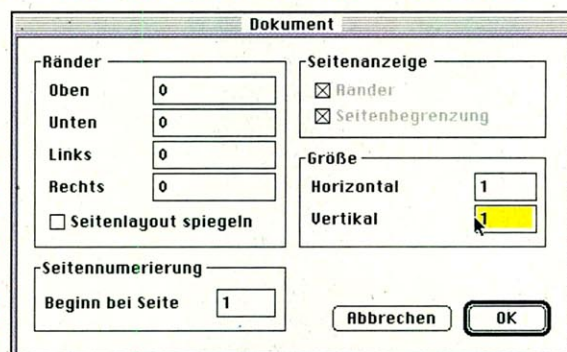 Dokument
Ränder
Oben 0
Unten 0
Links 0
Rechts 0
Seitenlayout spiegeln
Seitenanzeige
Rander
Seitenbegrenzung
Größe
Horizontal 1
Vertikal 1
Seitennumerierung
Beginn bei Seite 1
Abbrechen OK